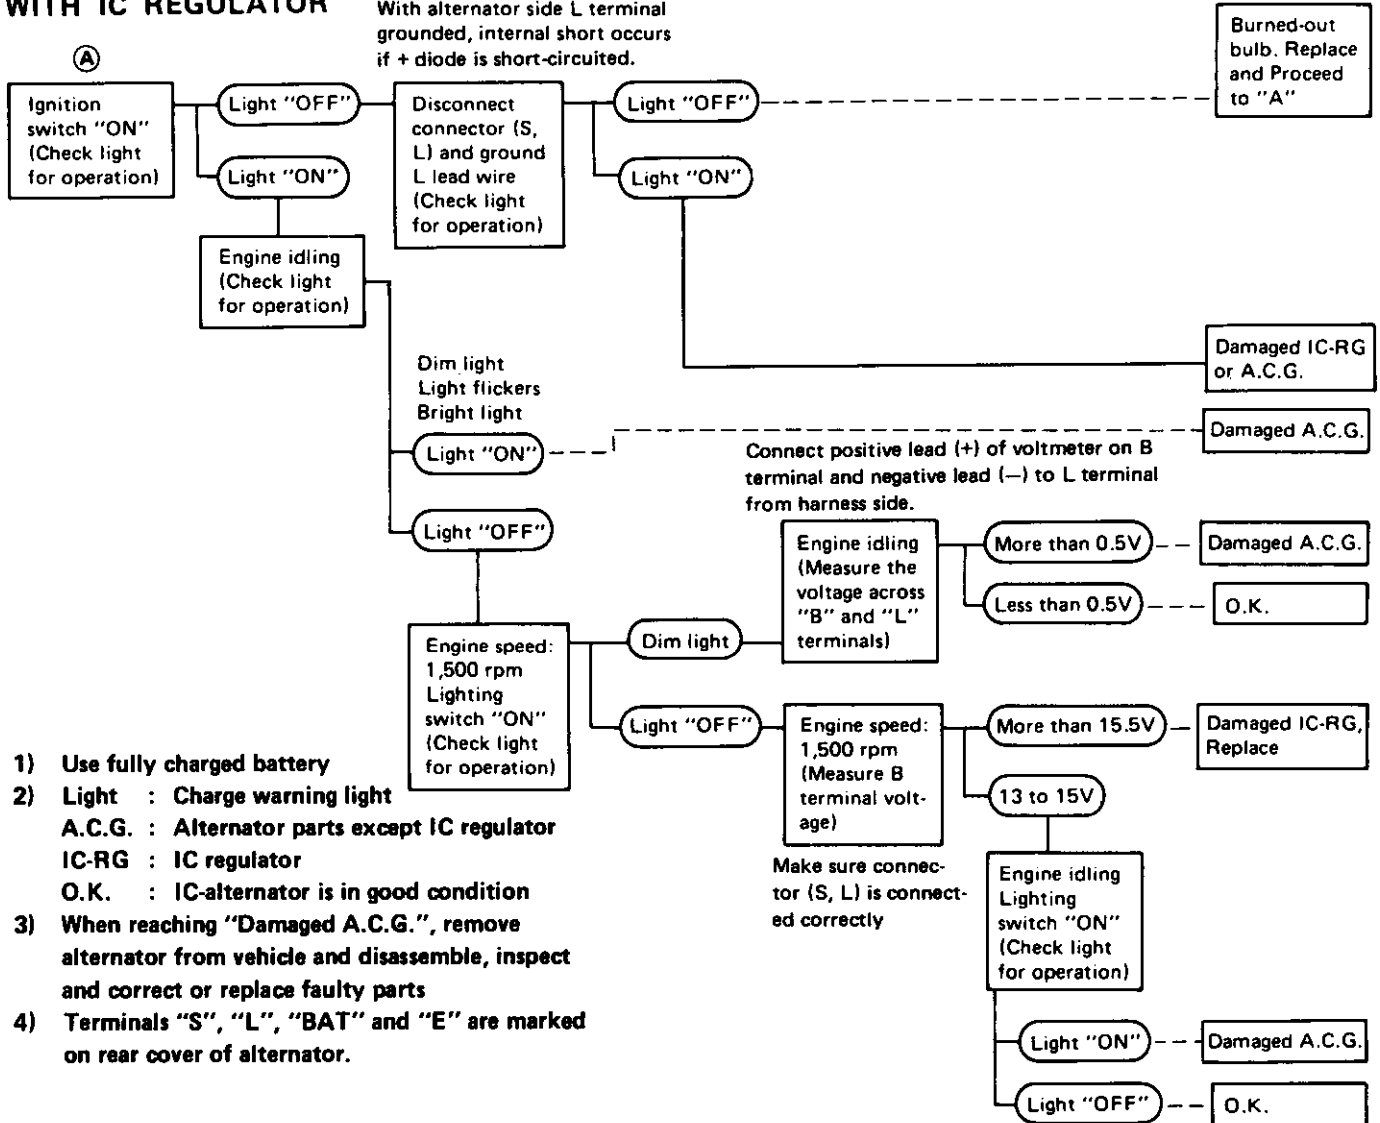 WITH IC REGULATOR
With alternator side L terminal
grounded, internal short occurs
if + diode is short-circuited.
A
Ignition
switch "ON"
(Check light
for operation)
Light "OFF"
Light "ON"
Disconnect
connector (S,
L) and ground
L lead wire
(Check light
for operation)
Light "OFF"
Light "ON"
Burned-out
bulb. Replace
and Proceed
to "A"
Engine idling
(Check light
for operation)
Damaged IC-RG
or A.C.G.
Dim light
Light flickers
Bright light
Light "ON"
Damaged A.C.G.
Light "OFF"
Connect positive lead (+) of voltmeter on B
terminal and negative lead (—) to L terminal
from harness side.
Engine idling
(Measure the
voltage across
"B" and "L"
terminals)
More than 0.5V
Damaged A.C.G.
Less than 0.5V
O.K.
Engine speed:
1,500 rpm
Lighting
switch "ON"
(Check light
for operation)
Dim light
Light "OFF"
Engine speed:
1,500 rpm
(Measure B
terminal volt-
age)
Make sure connec-
tor (S, L) is connect-
ed correctly
More than 15.5V
Damaged IC-RG,
Replace
13 to 15V
Engine idling
Lighting
switch "ON"
(Check light
for operation)
Light "ON"
Damaged A.C.G.
Light "OFF"
O.K.
1) Use fully charged battery
2) Light : Charge warning light
A.C.G. : Alternator parts except IC regulator
IC-RG : IC regulator
O.K. : IC-alternator is in good condition
3) When reaching "Damaged A.C.G.", remove
alternator from vehicle and disassemble, inspect
and correct or replace faulty parts
4) Terminals "S", "L", "BAT" and "E" are marked
on rear cover of alternator.